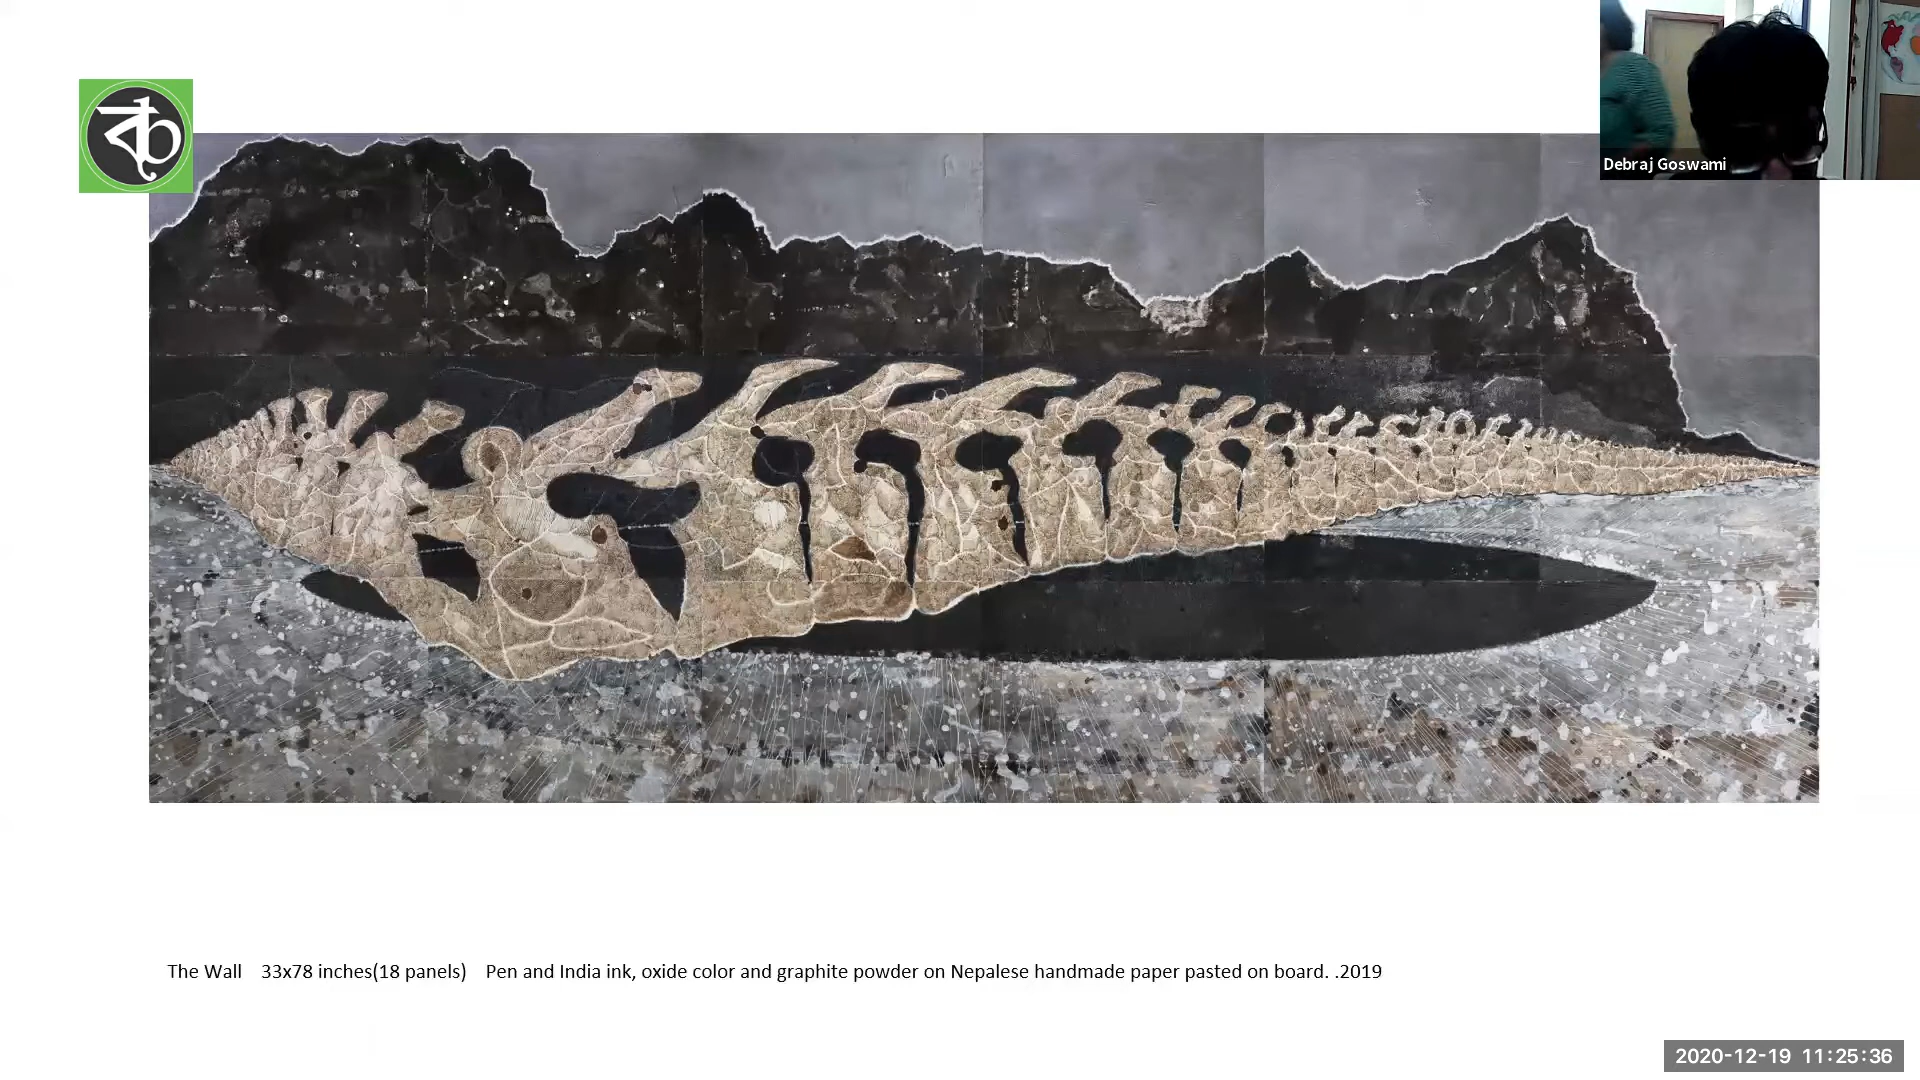 Debraj Goswami
The Wall 33x78 inches(18 panels) Pen and India ink, oxide color and graphite powder on Nepalese handmade paper pasted on board. .2019
2020-12-19 11:25:36